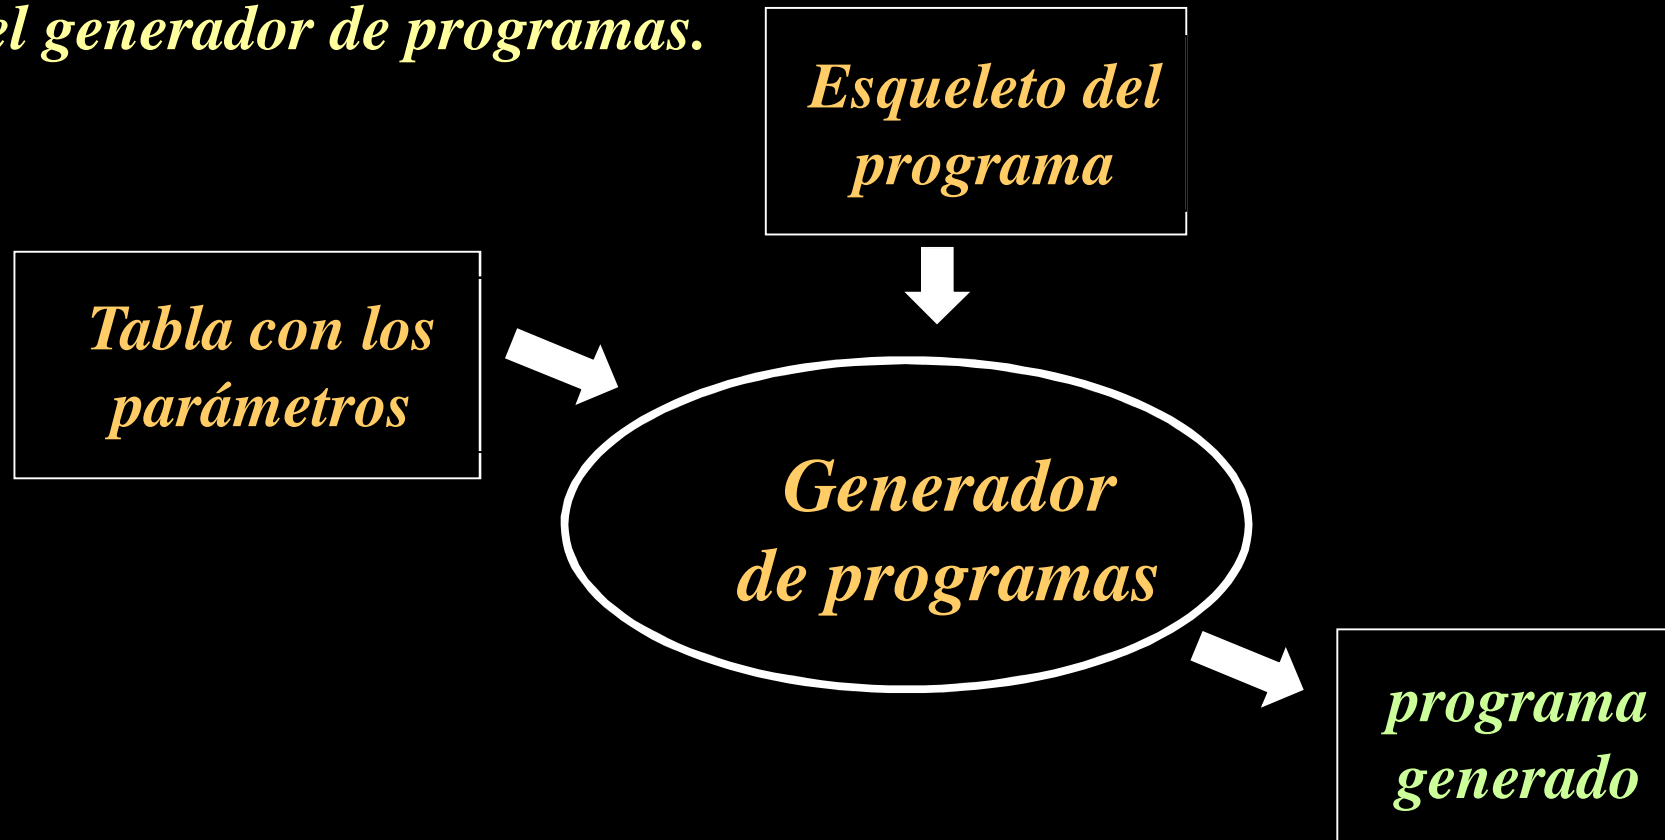 el generador de programas.
Esqueleto del
programa
Tabla con los
parámetros
Generador
de programas
programa
generado